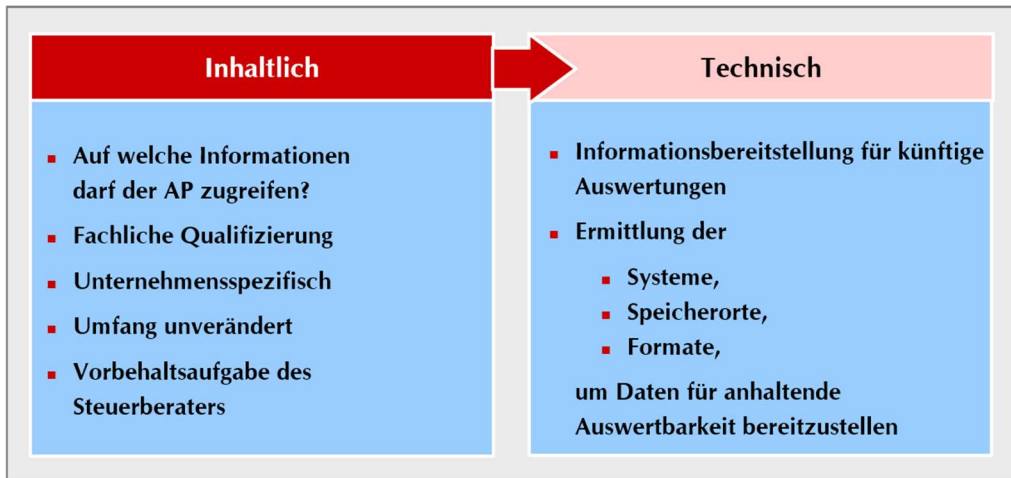 Inhaltlich
Auf welche Informationen
darf der AP zugreifen?
Fachliche Qualifizierung
Unternehmensspezifisch
Umfang unverändert
Vorbehaltsaufgabe des
Steuerberaters
Technisch
Informationsbereitstellung für künftige
Auswertungen
Ermittlung der
Systeme,
Speicherorte,
Formate,
um Daten für anhaltende
Auswertbarkeit bereitzustellen